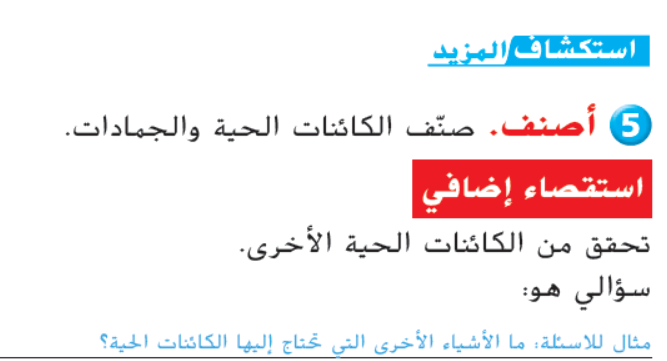 استكشاف/المزيد
5 أصنف. صنّف الكائنات الحية والجمادات.
استقصاء إضافي
تحقق من الكائنات الحية الأخرى.
سؤالي هو:
مثال للاسئلة: ما الأشياء الأخرى التي تحتاج إليها الكائنات الحية؟